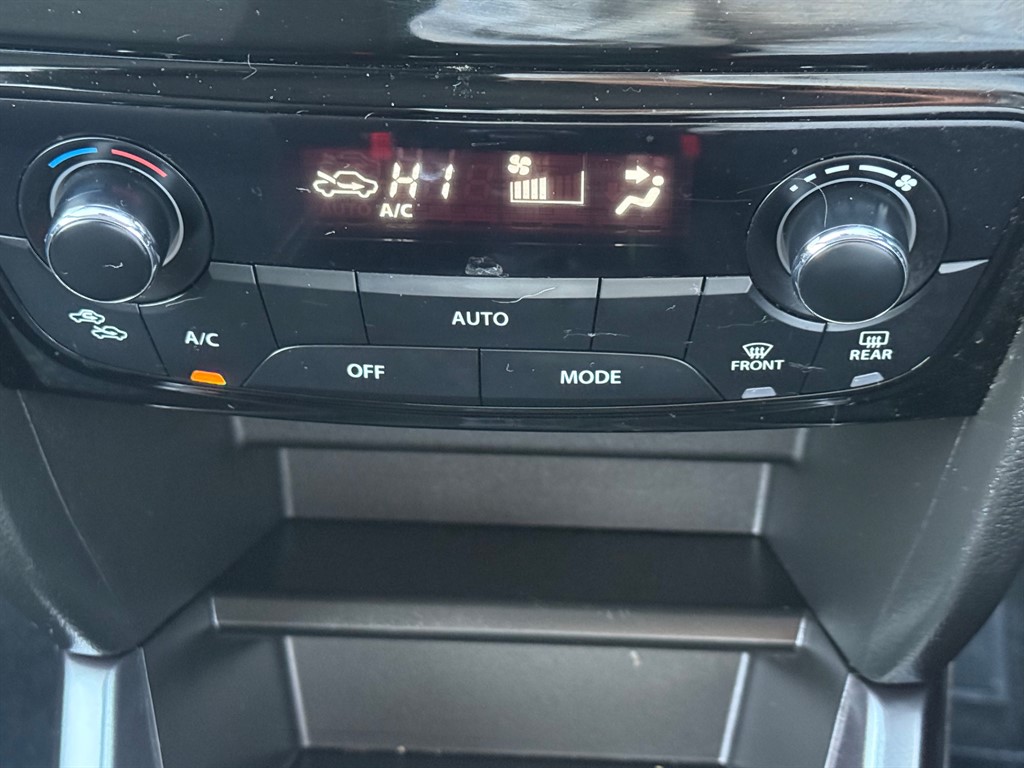 HI
A/C
A/C
AUTO
OFF
MODE
FRONT
REAR